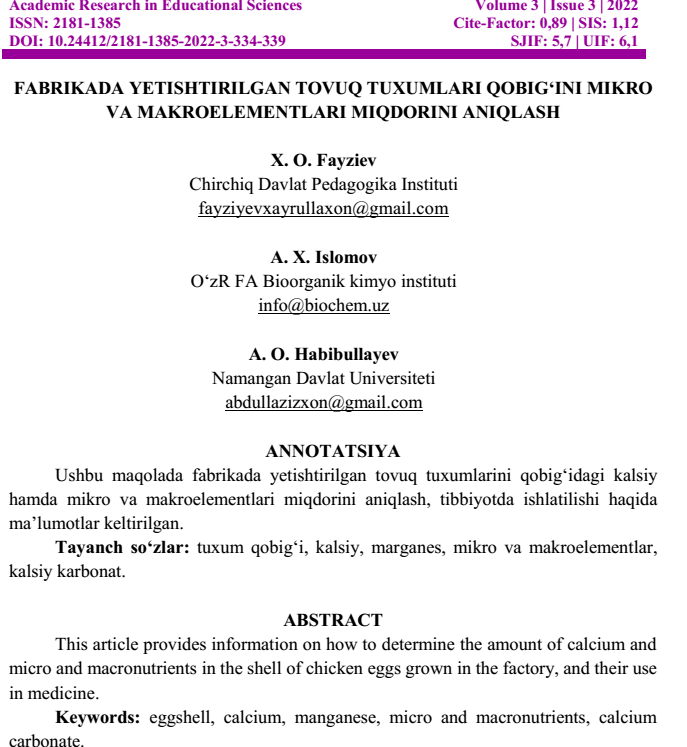 Academic Research in Educational Sciences
Volume 3 | Issue 3 | 2022
ISSN: 2181-1385
Cite-Factor: 0,89 | SIS: 1,12
DOI: 10.24412/2181-1385-2022-3-334-339
SJIF: 5,7 | UIF: 6,1
FABRIKADA YETISHTIRILGAN TOVUQ TUXUMLARI QOBIG‘INI MIKRO
VA MAKROELEMENTLARI MIQDORINI ANIQLASH
X. O. Fayziev
Chirchiq Davlat Pedagogika Instituti
fayziyevxayrullaxon@gmail.com
A. X. Islomov
O‘zR FA Bioorganik kimyo instituti
info@biochem.uz
A. O. Habibullayev
Namangan Davlat Universiteti
abdullazizxon@gmail.com
ANNOTATSIYA
Ushbu maqolada fabrikada yetishtirilgan tovuq tuxumlarini qobig‘idagi kalsiy
hamda mikro va makroelementlari miqdorini aniqlash, tibbiyotda ishlatilishi haqida
ma’lumotlar keltirilgan.
Tayanch so‘zlar: tuxum qobig‘i, kalsiy, marganes, mikro va makroelementlar,
kalsiy karbonat.
ABSTRACT
This article provides information on how to determine the amount of calcium and
micro and macronutrients in the shell of chicken eggs grown in the factory, and their use
in medicine.
Keywords: eggshell, calcium, manganese, micro and macronutrients, calcium
carbonate.